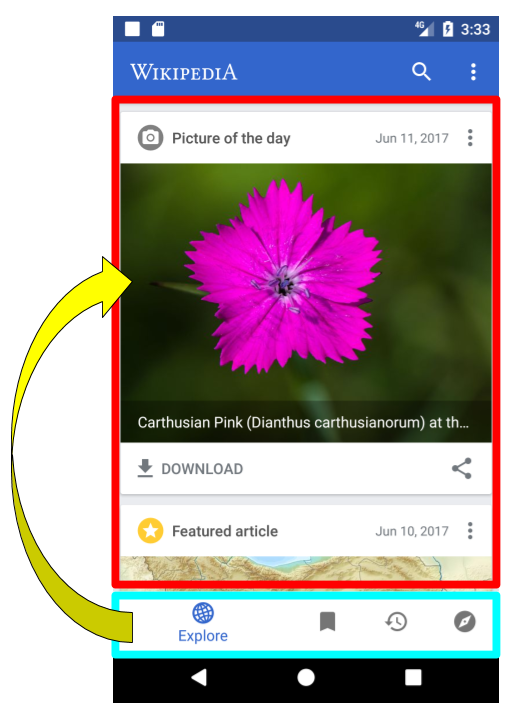 4G 3:33
WIKIPEDIA
Picture of the day Jun 11, 2017
Carthusian Pink (Dianthus carthusianorum) at th...
DOWNLOAD
Featured article Jun 10, 2017
Explore